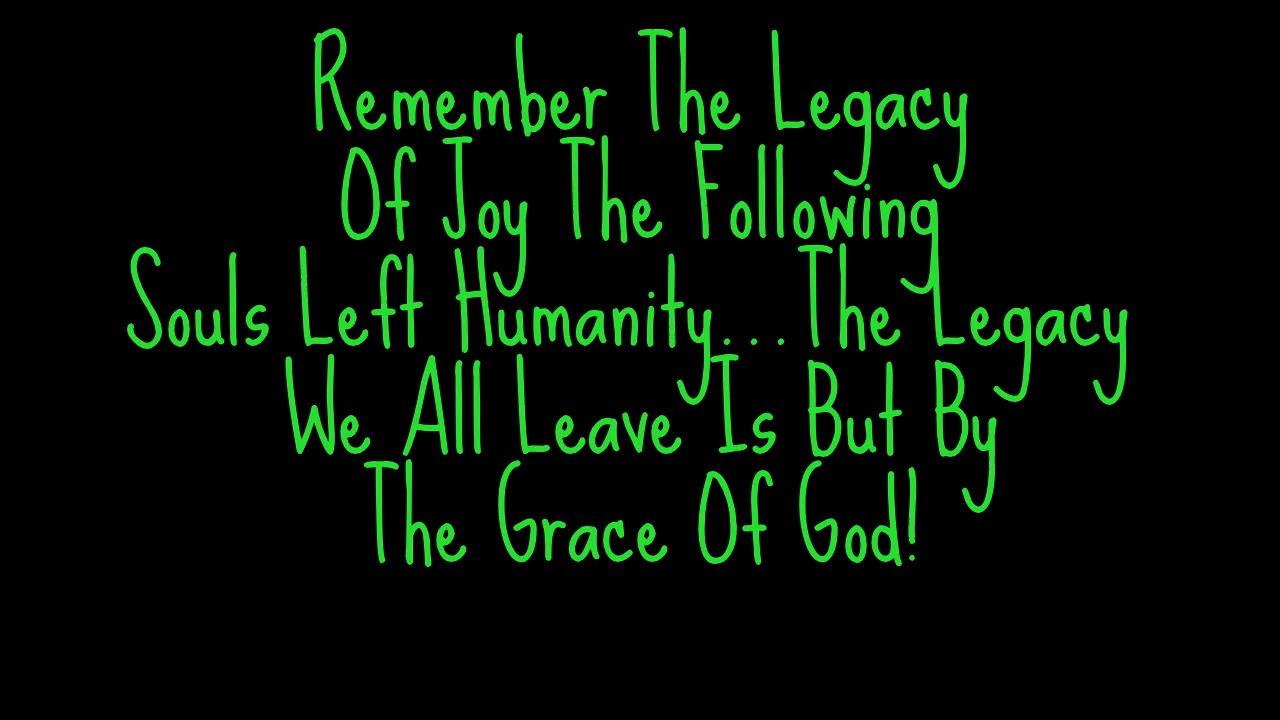 Remember The Legacy
Of Joy The Following
Souls Left Humanity... The Legacy
We All Leave Is But By
The Grace Of God!